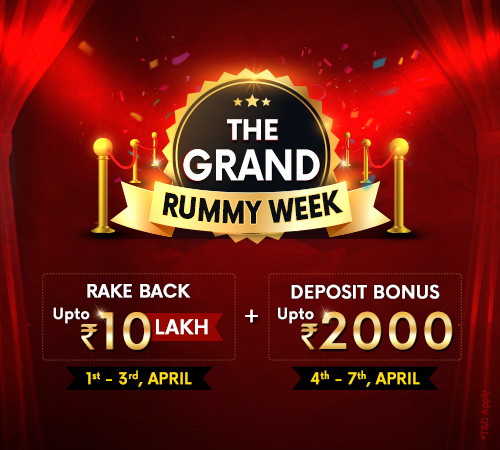 THE
GRAND
RUMMY WEEK
RAKE BACK
Upto ₹10 LAKH
1st - 3rd, APRIL
+
DEPOSIT BONUS
Upto ₹2000
4th - 7th, APRIL
*T&C Apply